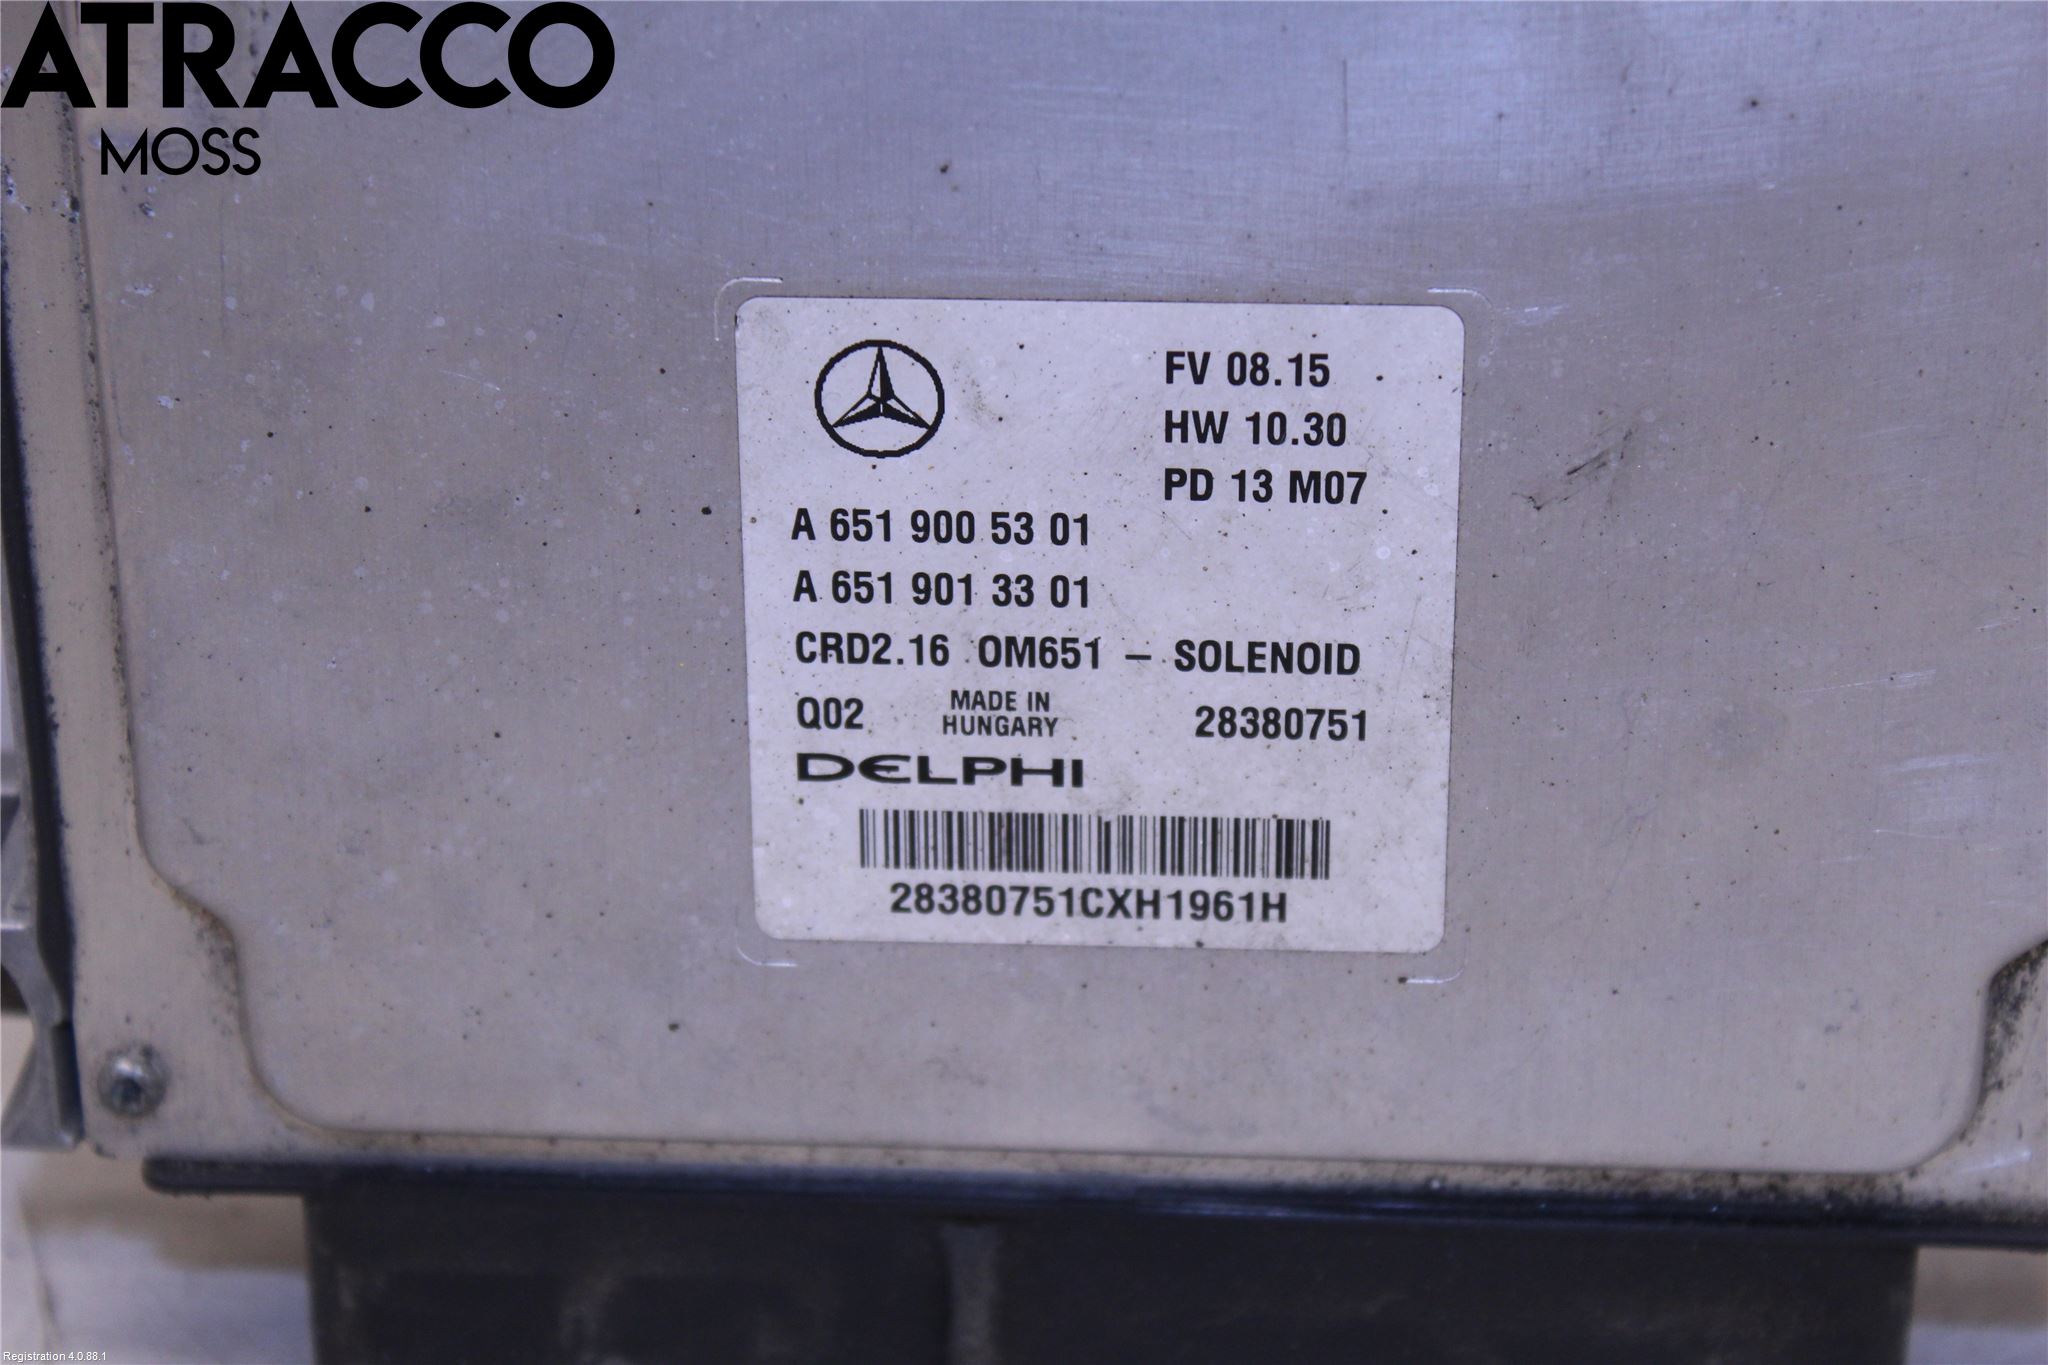 ATRACCO
MOSS
FV 08.15
HW 10.30
PD 13 M07
A 651 900 53 01
A 651 901 33 01
CRD2.16 OM651 – SOLENOID
Q02 MADE IN HUNGARY 28380751
DELPHI
28380751CXH1961H
Registration 4.0.88.1